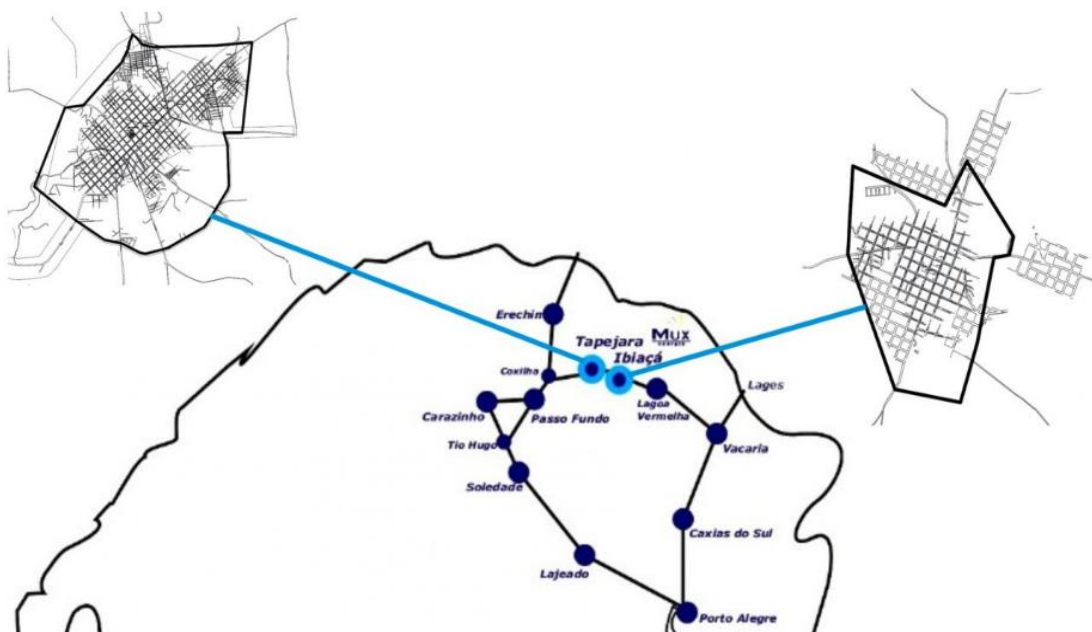 Erechim
Tapejara
MUX
Ibiaçá
Coxilha
Lages
Carazinho
Passo Fundo
Lagoa
Vermelha
Tio Hugo
Vacaria
Soledade
Caxias do Sul
Lajeado
Porto Alegre